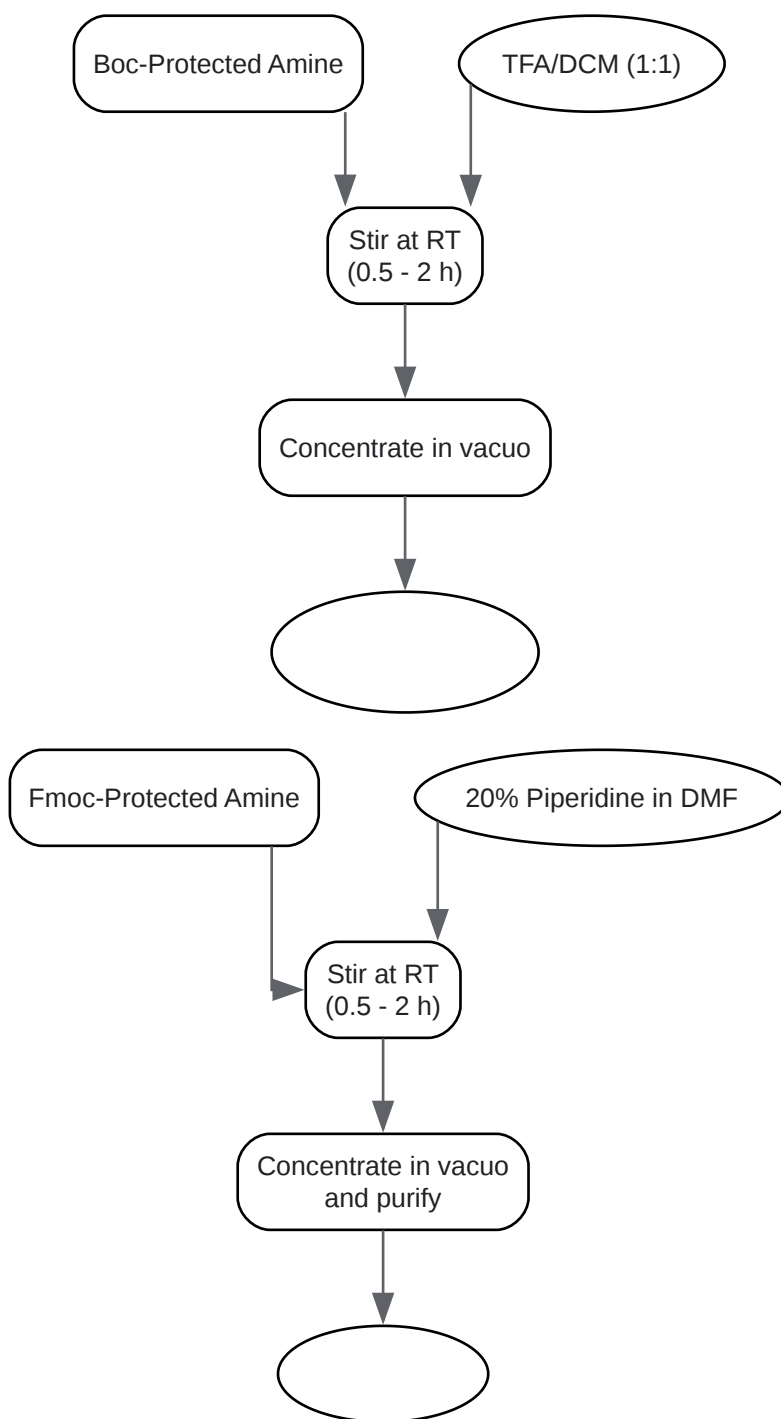 Boc-Protected Amine
TFA/DCM (1:1)
Stir at RT
(0.5 - 2 h)
Concentrate in vacuo
Fmoc-Protected Amine
20% Piperidine in DMF
Stir at RT
(0.5 - 2 h)
Concentrate in vacuo
and purify